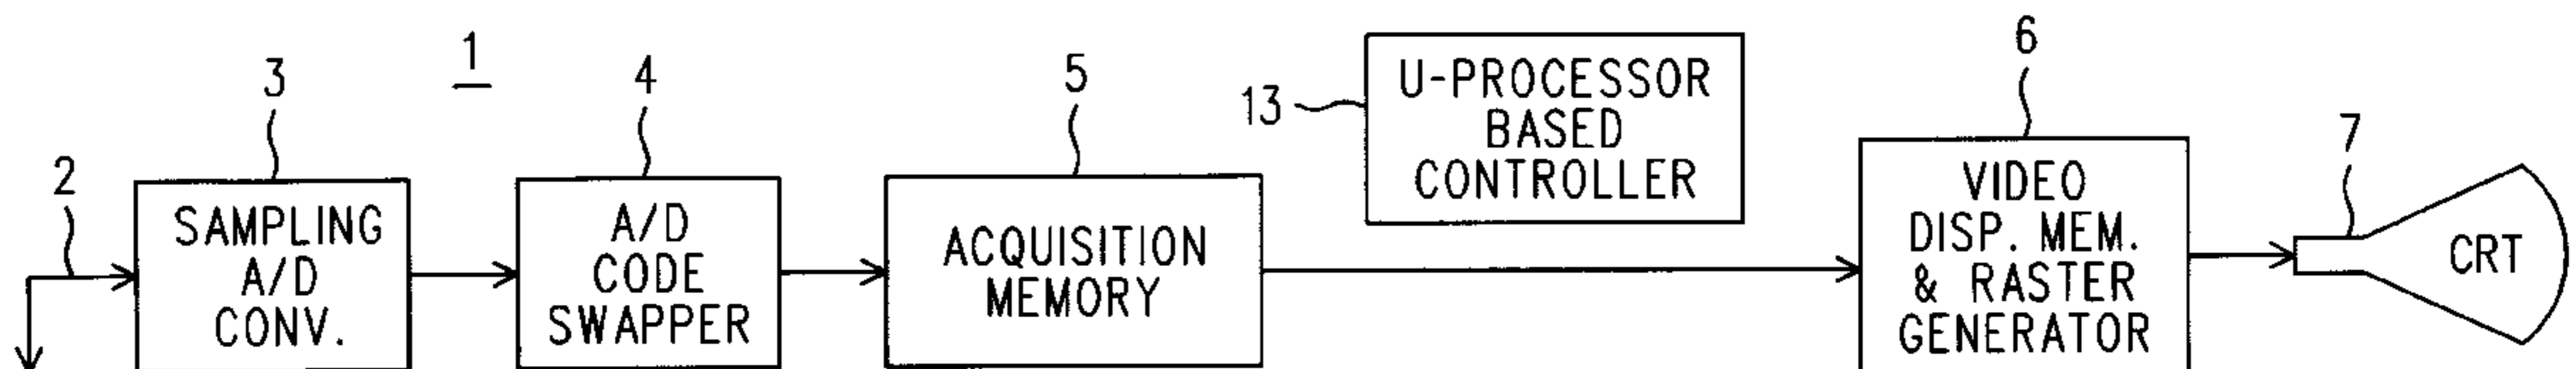 1
2
3
SAMPLING
A/D
CONV.
4
A/D
CODE
SWAPPER
5
ACQUISITION
MEMORY
13
U-PROCESSOR
BASED
CONTROLLER
6
VIDEO
DISP. MEM.
& RASTER
GENERATOR
7
CRT